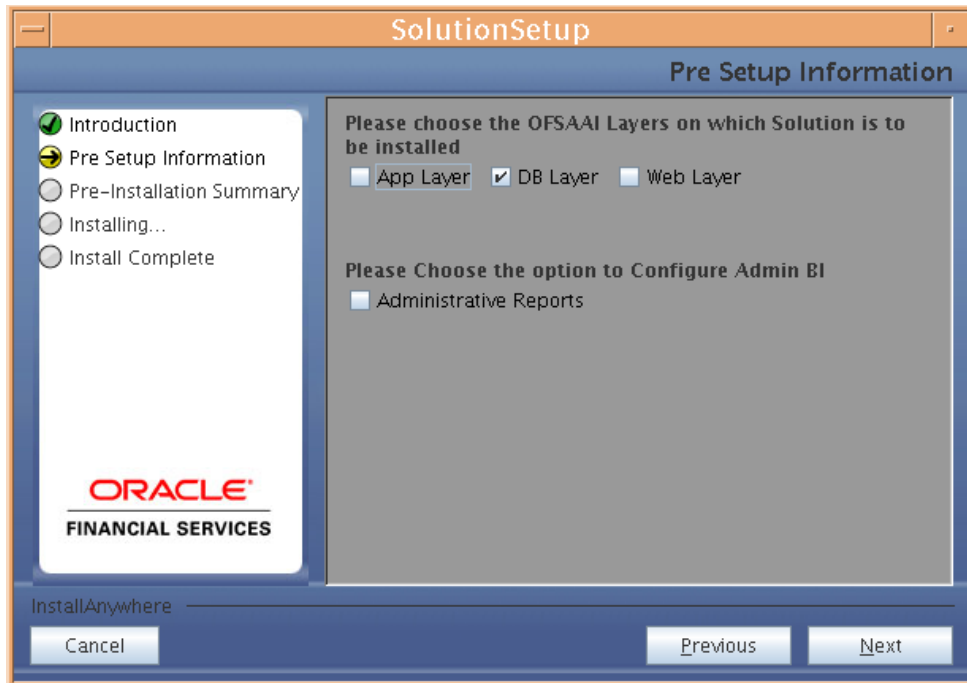 SolutionSetup
Pre Setup Information
Introduction
Pre Setup Information
Pre-Installation Summary
Installing...
Install Complete
ORACLE
FINANCIAL SERVICES
Please choose the OFSAAI Layers on which Solution is to
be installed
App Layer DB Layer Web Layer
Please Choose the option to Configure Admin BI
Administrative Reports
InstallAnywhere
Cancel Previous Next